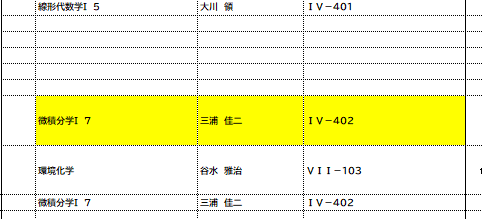 線形代数学Ⅰ 5 大川 領 ＩＶ－401
微積分学Ⅰ 7 三浦 佳二 ＩＶ－402
環境化学 谷水 雅治 ＶＩＩ－103
微積分学Ⅰ 7 三浦 佳二 ＩＶ－402